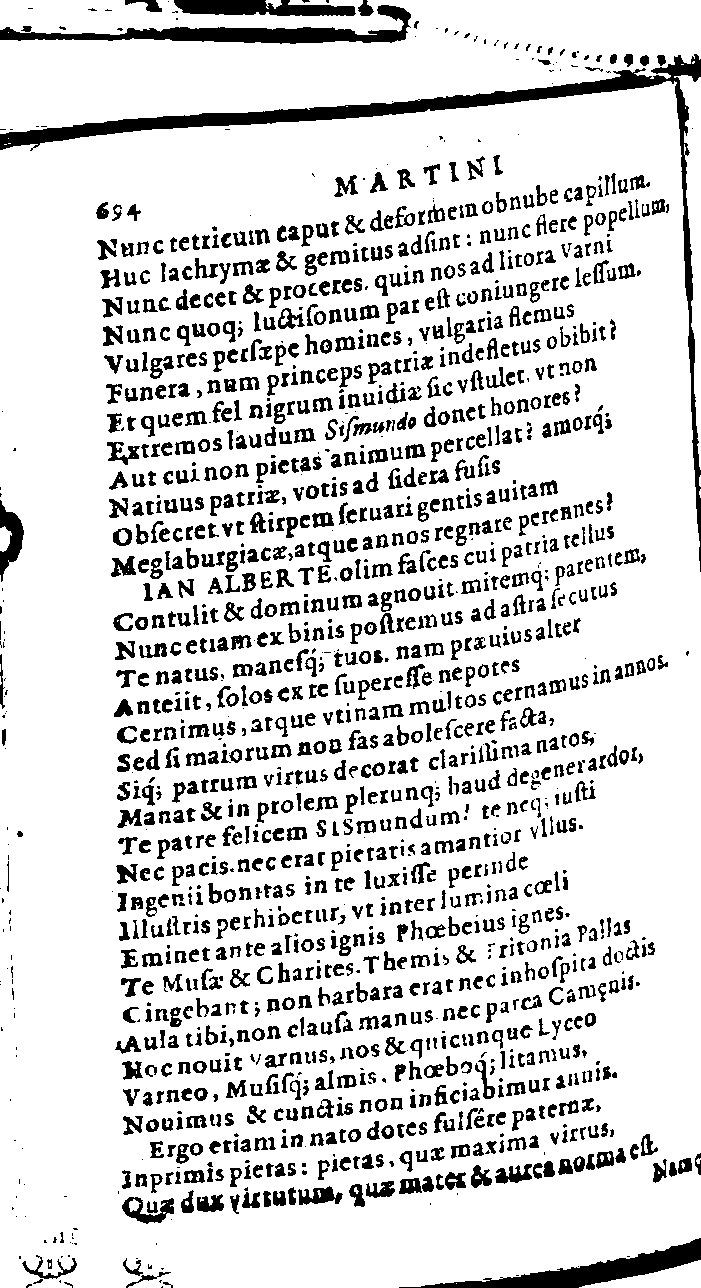 MARTINI
694
Nunc tetricum caput & deformem obnube capillum.
Huc lachrymæ & gemitus adſint : nunc flere popellum,
Nunc decet & proceres. quin nos ad litora Varni
Nunc quoq; luctiſonum par eſt coniungere leſſum.
Vulgares perſæpe homines, vulgaria flemus
Funera, num princeps patriæ indefletus obibit?
Et quem fel nigrum inuidiæ ſic vſtulet, vt non
Extremos laudum Siſmundo donet honores?
Aut cui non pietas animum percellat? amorq́;
Natiuus patriæ, votis ad ſidera fuſis
Obſecret vt ſtirpem ſeruari gentis auitam
Meglaburgiacæ, atque annos regnare perennes?
IAN ALBERTE, olim faſces cui patria tellus
Contulit & dominum agnouit mitemq; parentem,
Nunc etiam ex binis poſtremus ad aſtra ſecutus
Te natus, maneſq́; tuos. nam præuius alter
Anteiit, ſolos ex te ſupereſſe nepotes
Cernimus, atque vtinam multos cernamus in annos.
Sed ſi maiorum non fas aboleſcere facta,
Siq́; patrum virtus decorat clariſſima natos,
Manat & in prolem plerunq; haud degener ardor,
Te patre felicem SISmundum! te neq; iuſti
Nec pacis. nec erat pietatis amantior vllus.
Ingenii bonitas in te luxiſſe perinde
Illuſtris perhibetur, vt inter lumina cœli
Eminet ante alios ignis Phœbeius ignes.
Te Muſæ & Charites. Themis & Tritonia Pallas
Cingebant; non barbara erat nec inhoſpita doctis
Aula tibi, non clauſa manus nec parca Camęnis.
Hoc nouit Varnus, nos & quicunque Lyceo
Varneo, Muſiſq́; almis, Phœboq́; litamus,
Nouimus & cunctis non inficiabimur annis.
Ergo etiam in nato dotes fulſére paternæ,
Inprimis pietas : pietas, quæ maxima virtus,
Quæ dux virtutum, quæ mater & aurea norma eſt